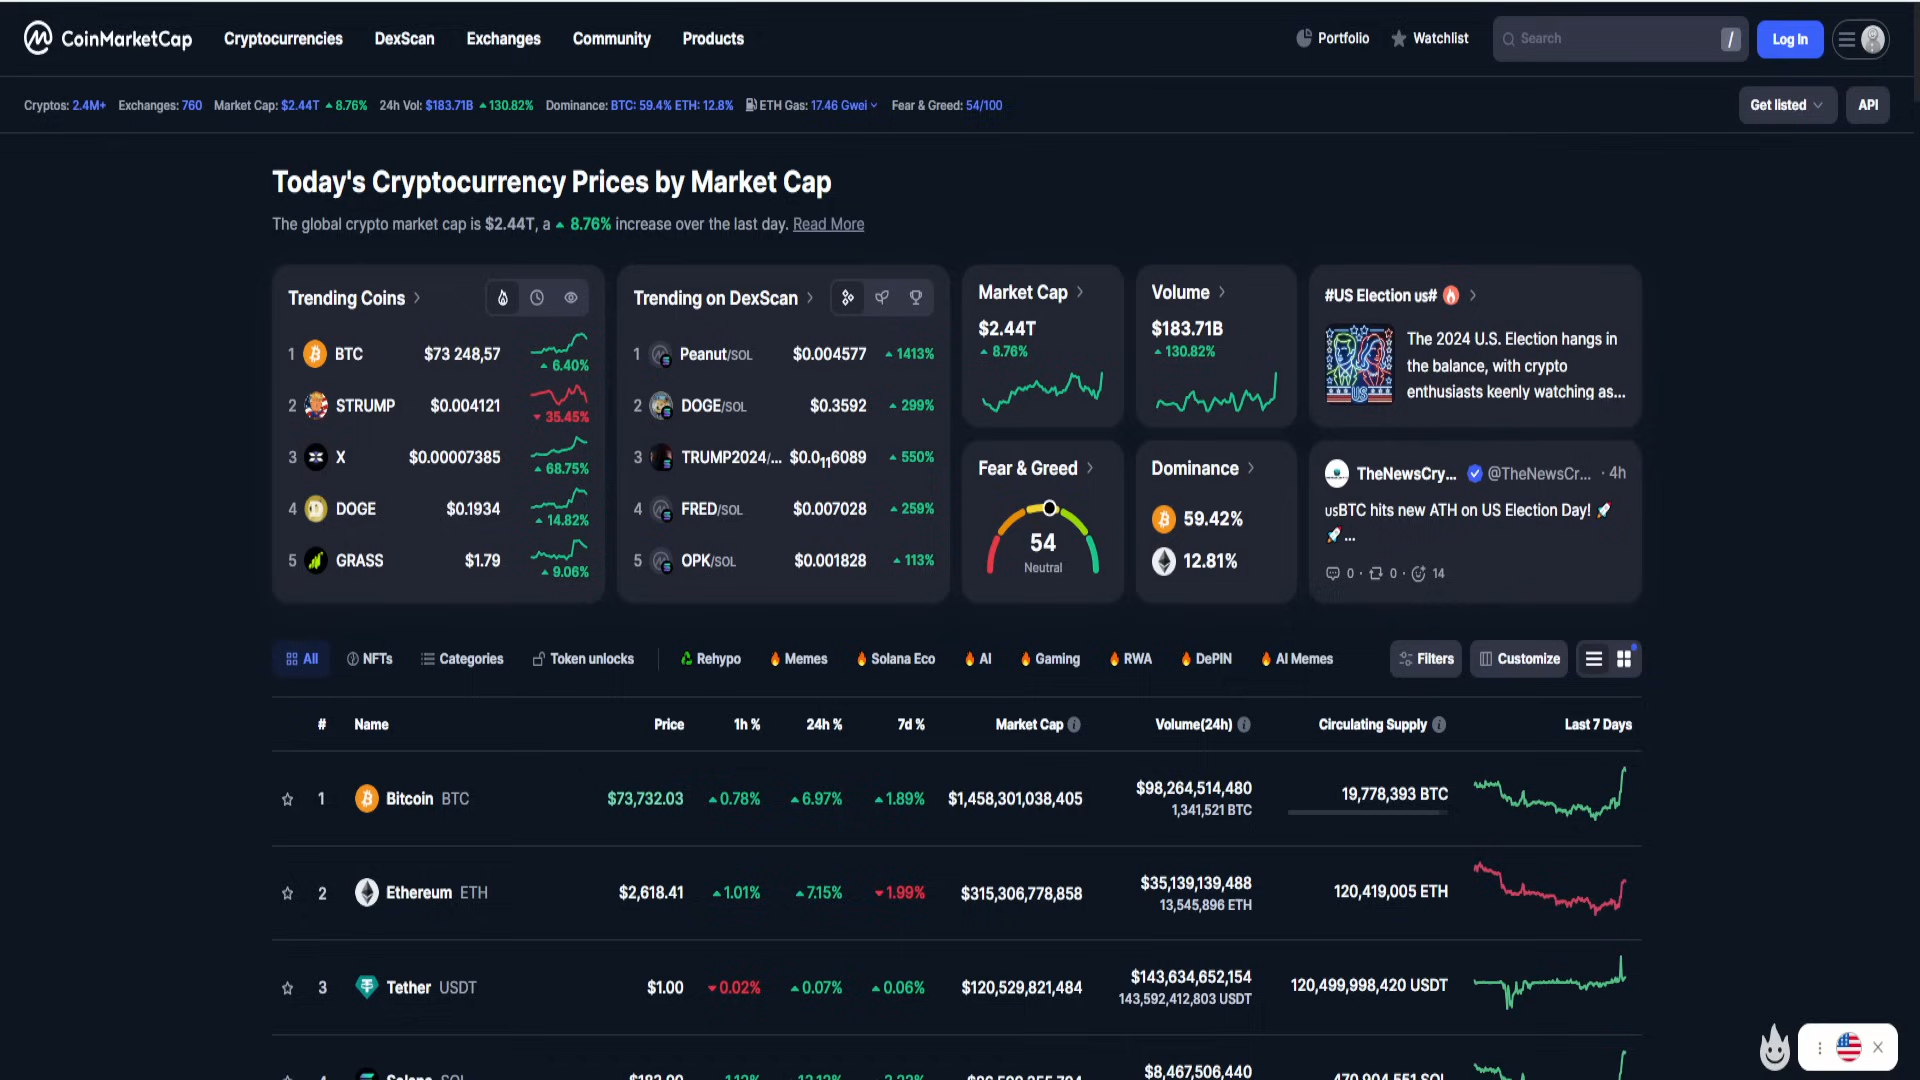 CoinMarketCap Cryptocurrencies DexScan Exchanges Community Products Portfolio Watchlist Search / Log In
Cryptos: 2.4M+ Exchanges: 760 Market Cap: $2.44T 8.76% 24h Vol: $183.71B 130.82% Dominance: BTC: 59.4% ETH: 12.8% ETH Gas: 17.46 Gwei Fear & Greed: 54/100 Get listed API
Today's Cryptocurrency Prices by Market Cap
The global crypto market cap is $2.44T, a 8.76% increase over the last day. Read More
Trending Coins
1 BTC $73 248,57 6.40%
2 STRUMP $0.004121 35.45%
3 X $0.00007385 68.75%
4 DOGE $0.1934 14.82%
5 GRASS $1.79 9.06%
Trending on DexScan
1 Peanut/SOL $0.004577 1413%
2 DOGE/SOL $0.3592 299%
3 TRUMP2024/... $0.0₁₁6089 550%
4 FRED/SOL $0.007028 259%
5 OPK/SOL $0.001828 113%
Market Cap
$2.44T
8.76%
Volume
$183.71B
130.82%
Fear & Greed
54
Neutral
Dominance
59.42%
12.81%
#US Election us#
US
The 2024 U.S. Election hangs in
the balance, with crypto
enthusiasts keenly watching as...
TheNewsCry... @TheNewsCr... · 4h
usBTC hits new ATH on US Election Day!
...
0 · 0 · 14
All NFTs Categories Token unlocks Rehypo Memes Solana Eco AI Gaming RWA DePIN AI Memes Filters Customize
# Name Price 1h % 24h % 7d % Market Cap Volume(24h) Circulating Supply Last 7 Days
1 Bitcoin BTC $73,732.03 0.78% 6.97% 1.89% $1,458,301,038,405 $98,264,514,480 19,778,393 BTC
1,341,521 BTC
2 Ethereum ETH $2,618.41 1.01% 7.15% 1.99% $315,306,778,858 $35,139,139,488 120,419,005 ETH
13,545,896 ETH
3 Tether USDT $1.00 0.02% 0.07% 0.06% $120,529,821,484 $143,634,652,154 120,499,998,420 USDT
143,592,412,803 USDT
Solana SOL $8,467,506,440